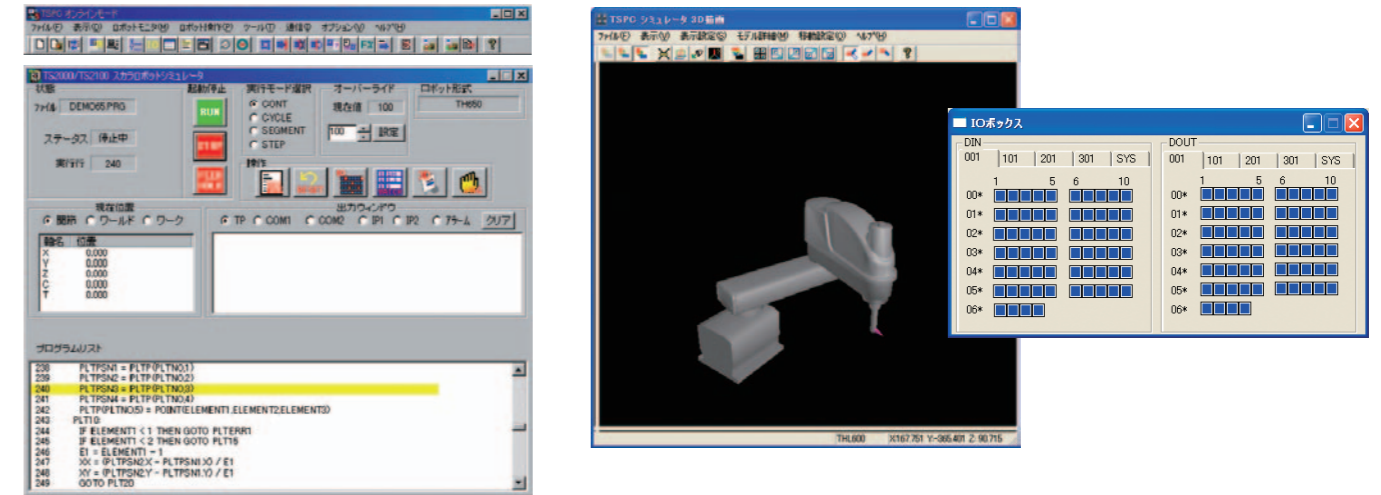 TSPC オンラインモード
ファイル(F) 表示(V) ロボットモニタ(M) ロボット操作(R) ツール(T) 通信(C) オプション(V) ヘルプ(H)
TS2000/TS2100 スカラロボットシミュレータ
状態
ファイル DEMO65.PRG
ステータス 停止中
実行行 240
起動停止
RUN
STOP
FEED HOLD
実行モード選択
CONT
CYCLE
SEGMENT
STEP
オーバーライド
現在値 100
100 設定
ロボット形式
TH650
操作
現在位置
関節 ワールド ワーク
軸名 位置
X 0.000
Y 0.000
Z 0.000
C 0.000
T 0.000
出力ウィンドウ
TP COM1 COM2 IP1 IP2 アラーム クリア
プログラムリスト
238 PLTPSN1 = PLTP(PLTNO,1)
239 PLTPSN2 = PLTP(PLTNO,2)
240 PLTPSN3 = PLTP(PLTNO,3)
241 PLTPSN4 = PLTP(PLTNO,4)
242 PLTP(PLTNO,5) = POINT(ELEMENT1,ELEMENT2,ELEMENT3)
243 PLT10:
244 IF ELEMENT1 < 1 THEN GOTO PLTERR1
245 IF ELEMENT1 < 2 THEN GOTO PLT15
246 E1 = ELEMENT1 - 1
247 XX = (PLTPSN2.X - PLTPSN1.X) / E1
248 XY = (PLTPSN2.Y - PLTPSN1.Y) / E1
249 GOTO PLT20
TSPC シミュレータ 3D動画
ファイル(F) 表示(V) 表示設定(S) モデル詳細(M) 移動設定(O) ヘルプ(H)
THL600 X:167.751 Y:-365.401 Z: 90.715
IOボックス
DIN
001 101 201 301 SYS
1 5 6 10
00*
01*
02*
03*
04*
05*
06*
DOUT
001 101 201 301 SYS
1 5 6 10
00*
01*
02*
03*
04*
05*
06*